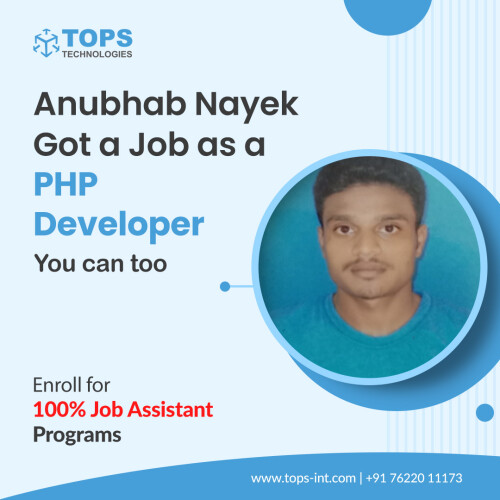 TOPS
TECHNOLOGIES
Anubhab Nayek
Got a Job as a
PHP
Developer
You can too
Enroll for
100% Job Assistant
Programs
www.tops-int.com | +91 76220 11173